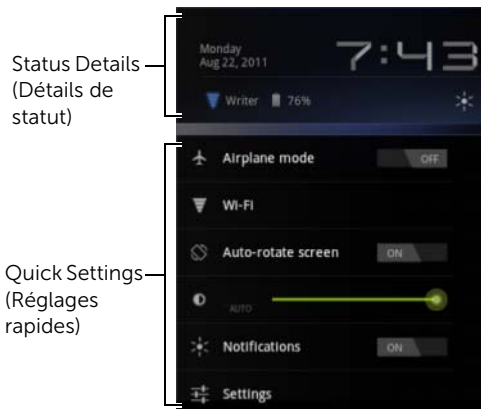 Status Details
(Détails de
statut)
Monday
Aug 22, 2011
7:43
Writer 76%
Airplane mode OFF
Wi-Fi
Auto-rotate screen ON
AUTO
Quick Settings
(Réglages
rapides)
Notifications ON
Settings